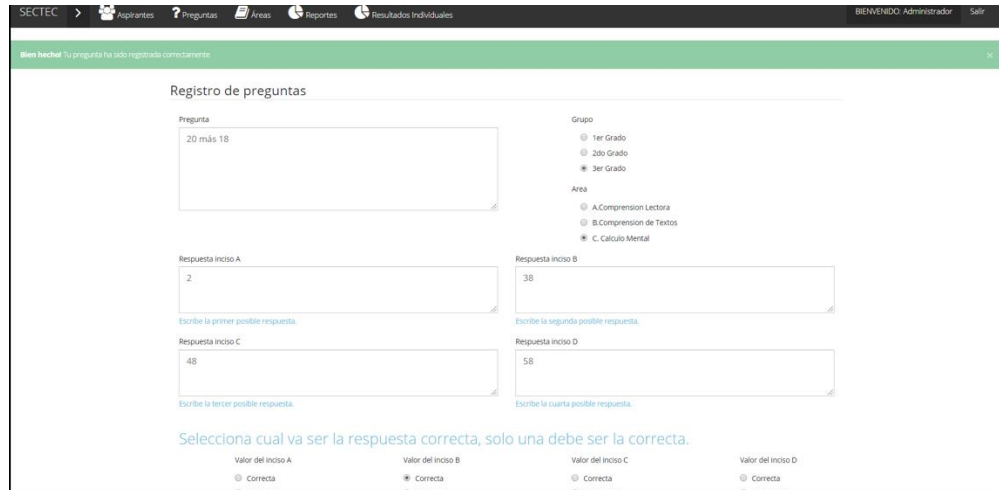 SECTEC > Aspirantes ? Preguntas Áreas Reportes Resultados Individuales BIENVENIDO: Administrador Salir
Bien hecho! Tu pregunta ha sido registrada correctamente ×
Registro de preguntas
Pregunta
20 más 18
Grupo
1er Grado
2do Grado
3er Grado
Area
A.Comprension Lectora
B.Comprension de Textos
C. Calculo Mental
Respuesta inciso A Respuesta inciso B
2 38
Escribe la primer posible respuesta. Escribe la segunda posible respuesta.
Respuesta inciso C Respuesta inciso D
48 58
Escribe la tercer posible respuesta. Escribe la cuarta posible respuesta.
Selecciona cual va ser la respuesta correcta, solo una debe ser la correcta.
Valor del inciso A Valor del inciso B Valor del inciso C Valor del inciso D
Correcta Correcta Correcta Correcta